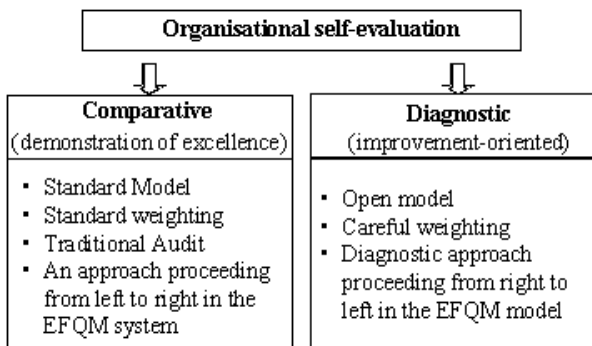 Organisational self-evaluation
Comparative
(demonstration of excellence)
▪ Standard Model
▪ Standard weighting
▪ Traditional Audit
▪ An approach proceeding
from left to right in the
EFQM system
Diagnostic
(improvement-oriented)
▪ Open model
▪ Careful weighting
▪ Diagnostic approach
proceeding from right to
left in the EFQM model